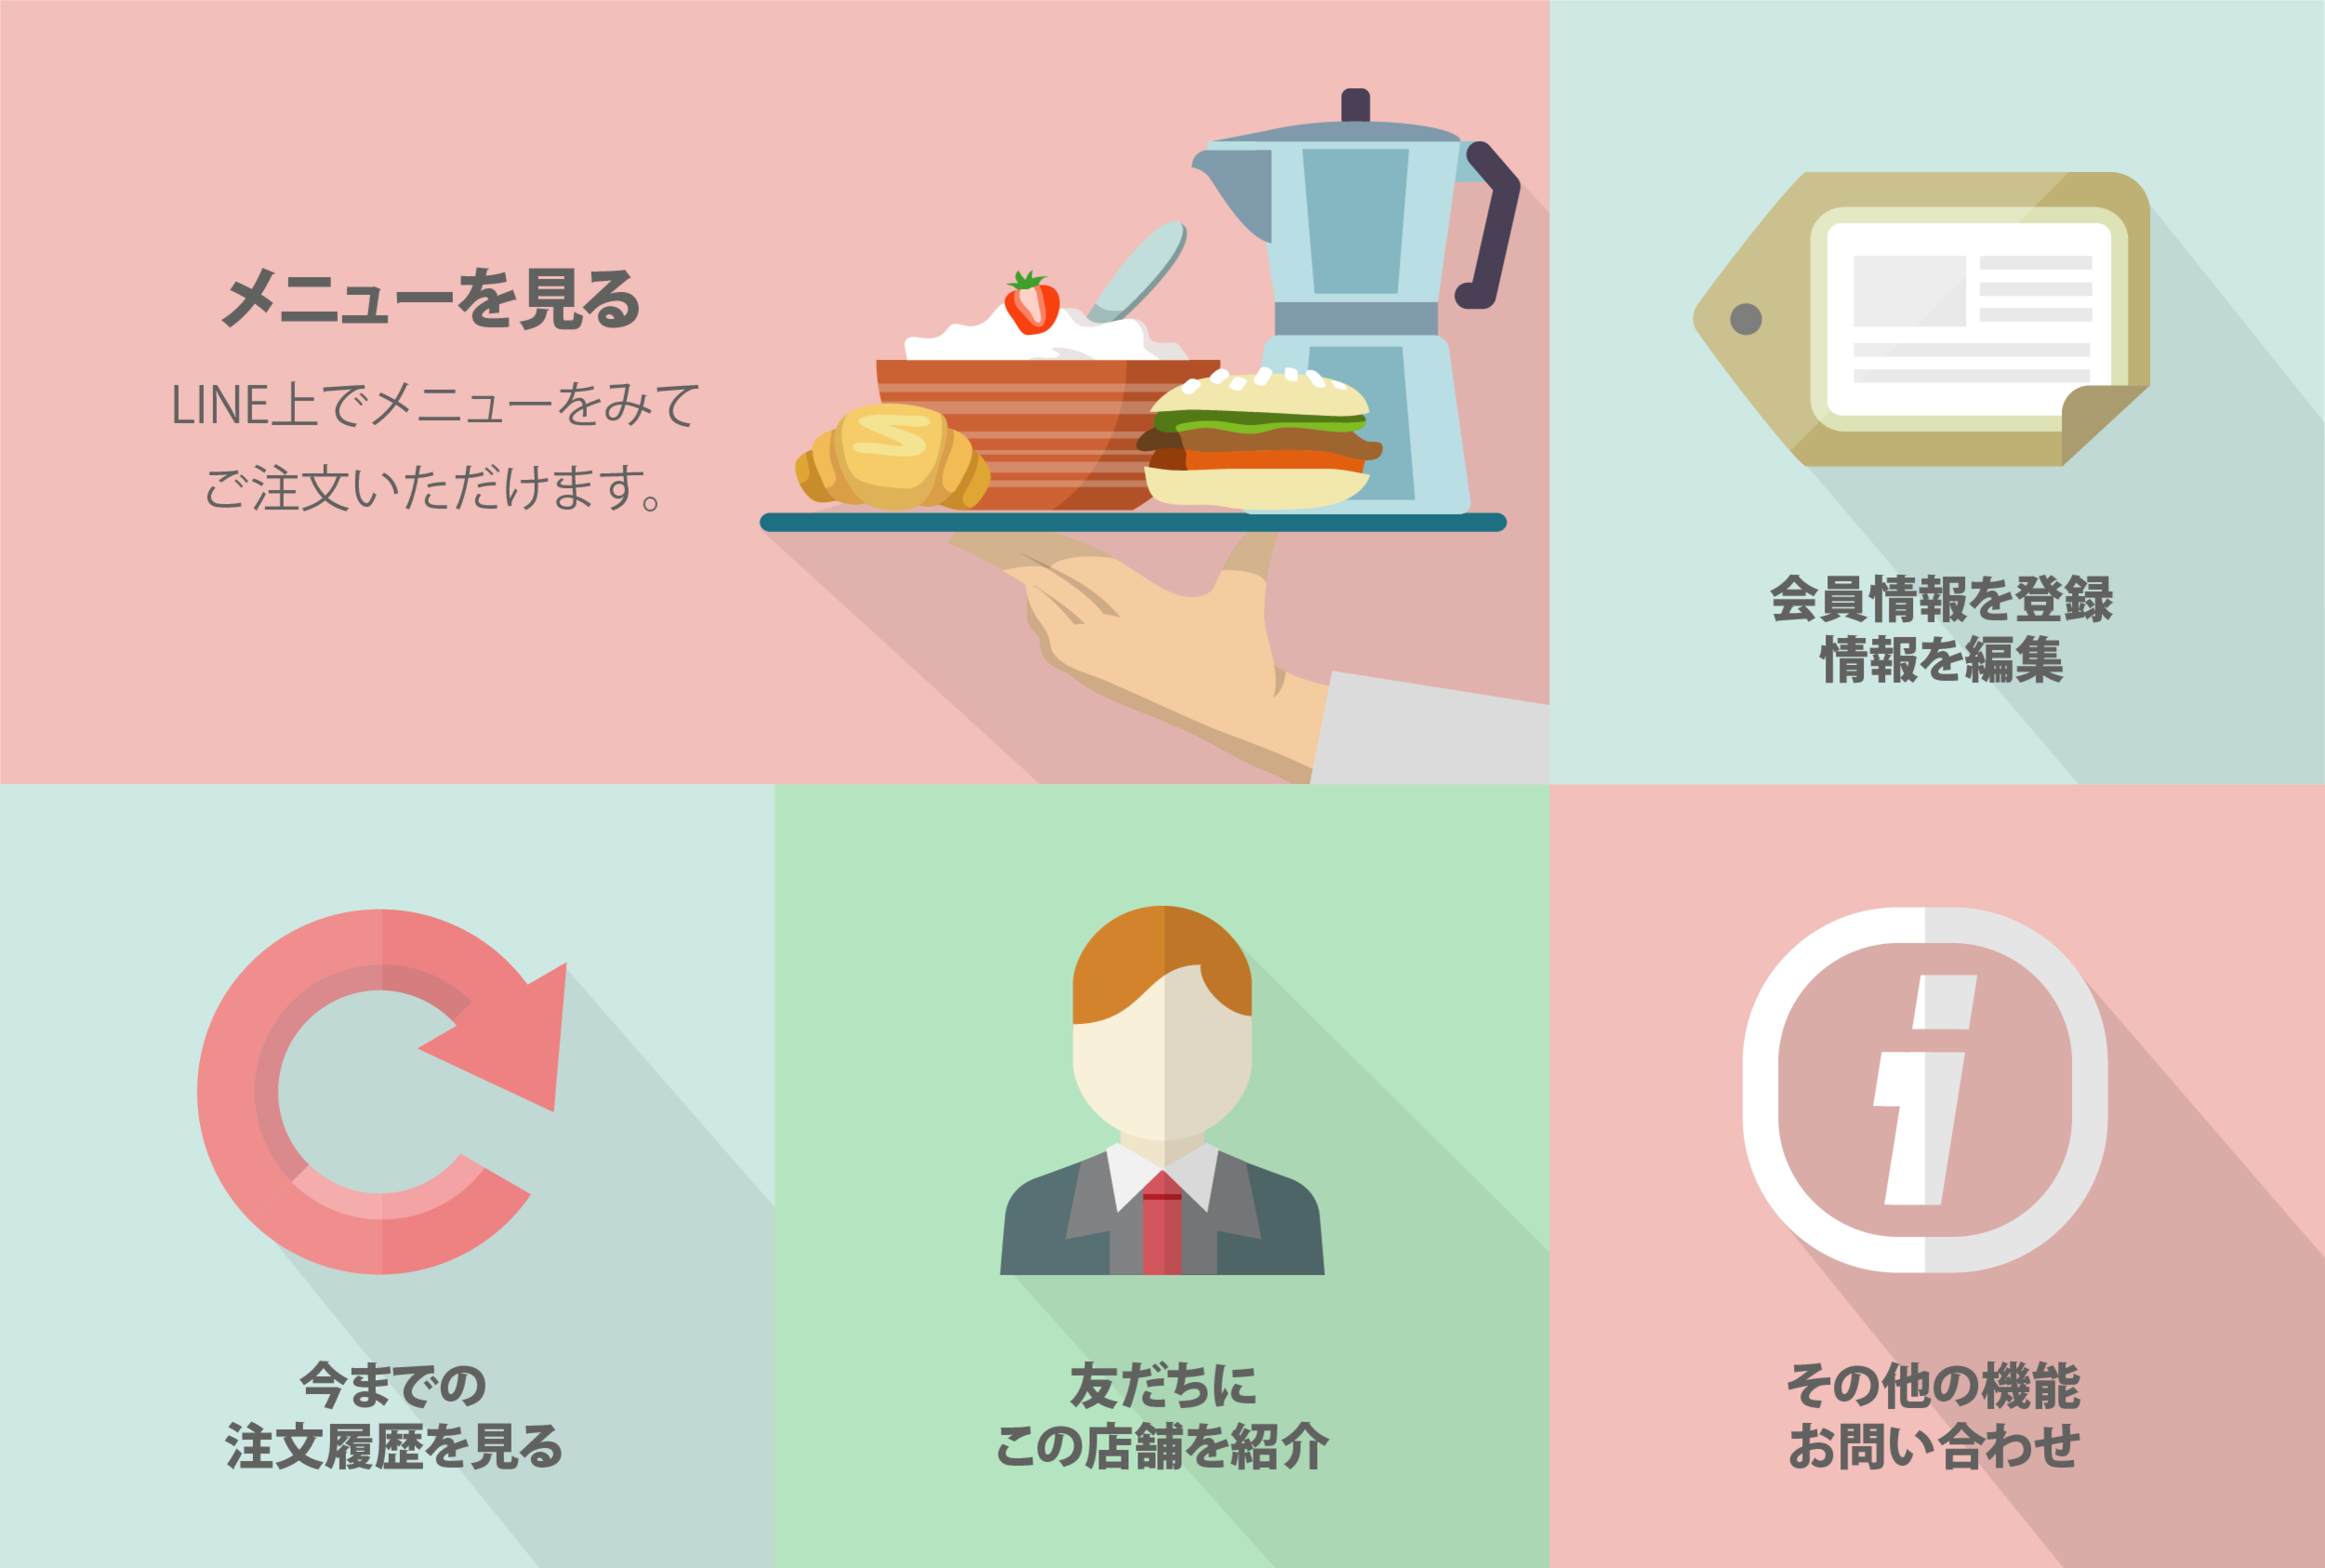 メニューを見る
LINE上でメニューをみて
ご注文いただけます。
会員情報を登録
情報を編集
今までの
注文履歴を見る
友だちに
この店舗を紹介
その他の機能
お問い合わせ